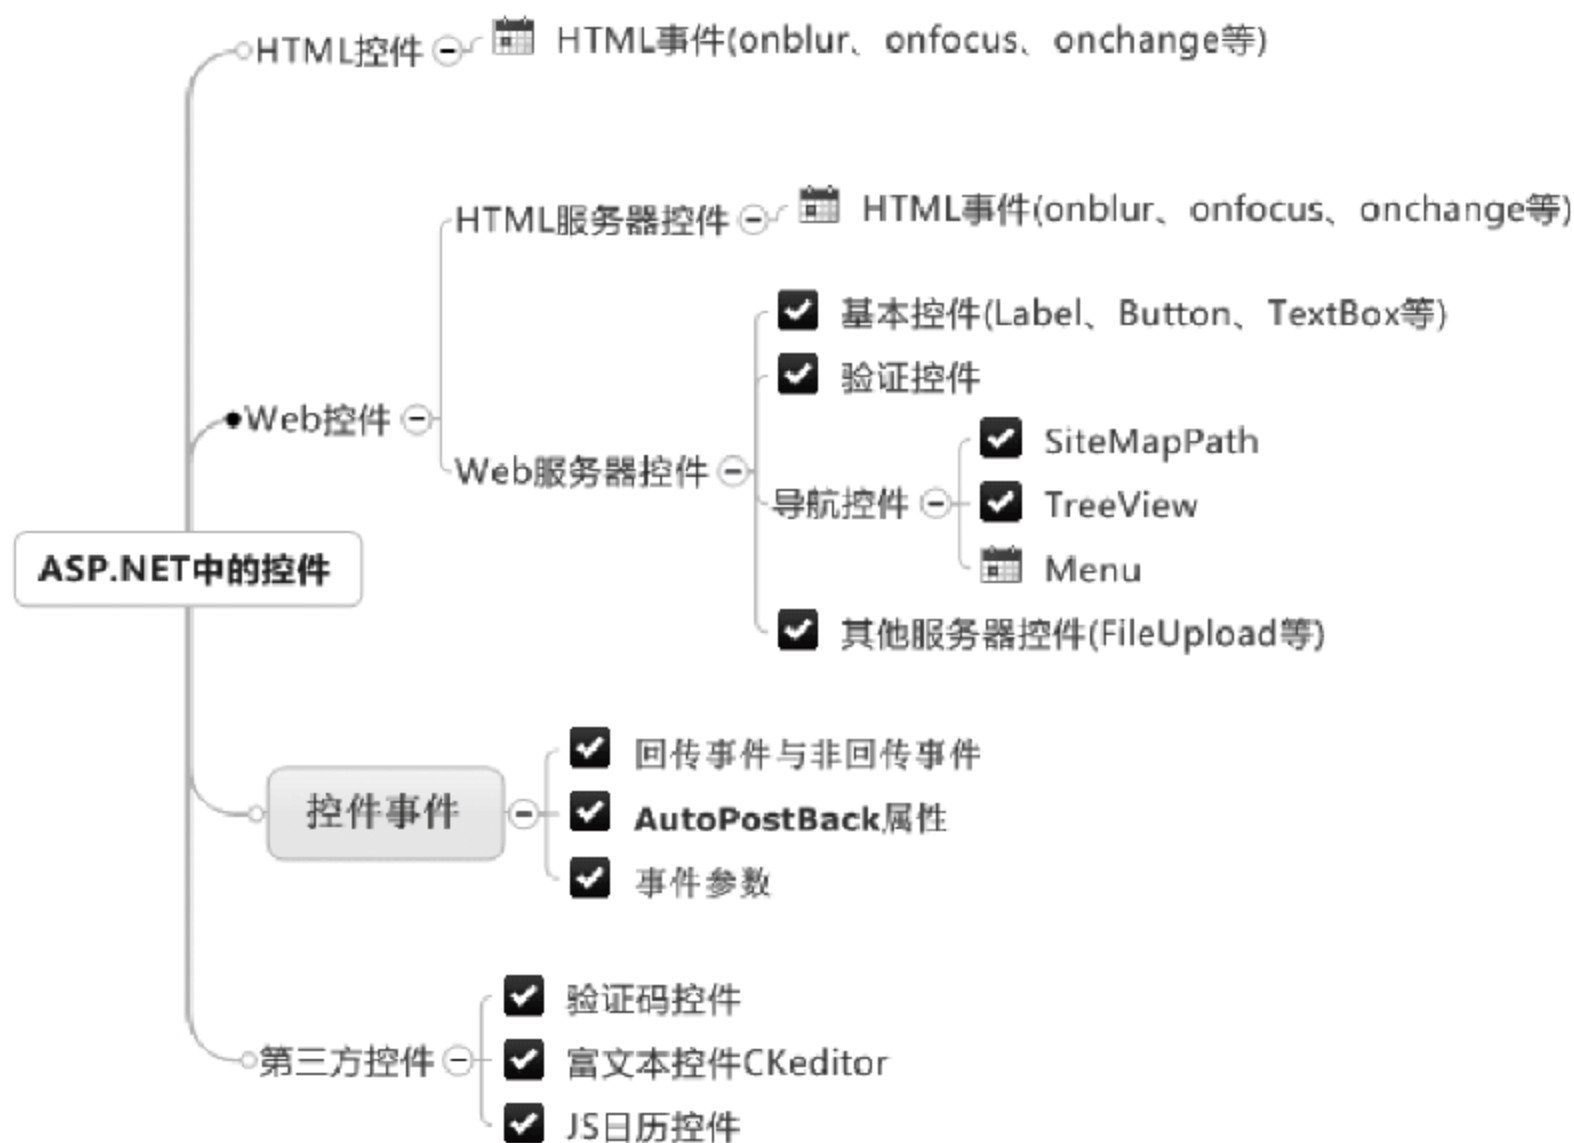 HTML控件
HTML事件(onblur、onfocus、onchange等)
HTML服务器控件
HTML事件(onblur、onfocus、onchange等)
基本控件(Label、Button、TextBox等)
验证控件
Web控件
SiteMapPath
Web服务器控件
导航控件
TreeView
ASP.NET中的控件
Menu
其他服务器控件(FileUpload等)
回传事件与非回传事件
控件事件
AutoPostBack属性
事件参数
验证码控件
第三方控件
富文本控件CKeditor
JS日历控件